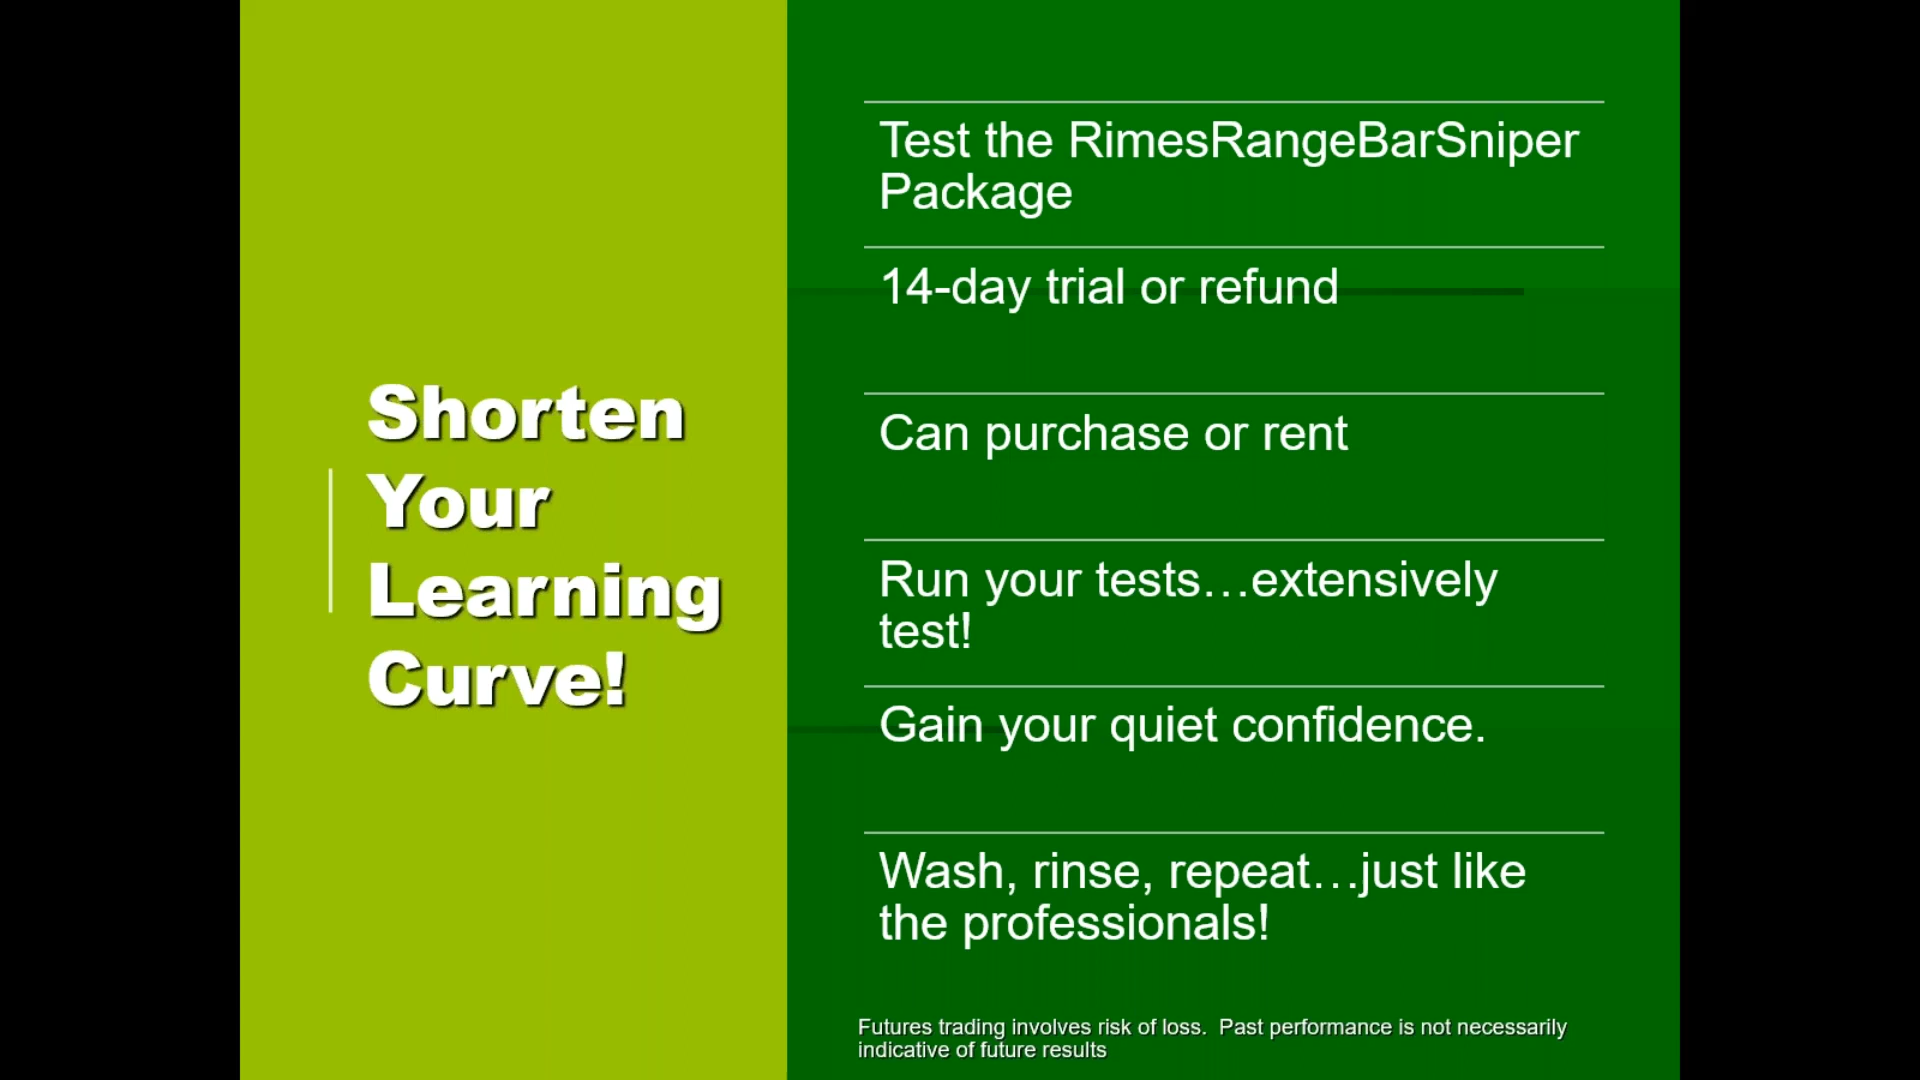 Shorten
Your
Learning
Curve!
Test the RimesRangeBarSniper
Package
14-day trial or refund
Can purchase or rent
Run your tests…extensively
test!
Gain your quiet confidence.
Wash, rinse, repeat…just like
the professionals!
Futures trading involves risk of loss.  Past performance is not necessarily
indicative of future results